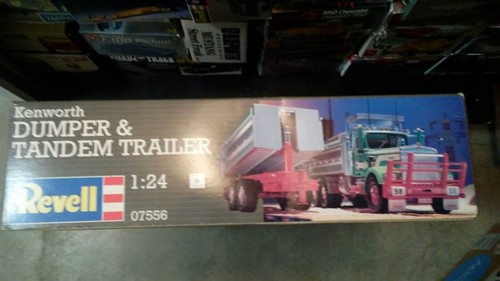 Kenworth
DUMPER &
TANDEM TRAILER
Revell
1:24
07556